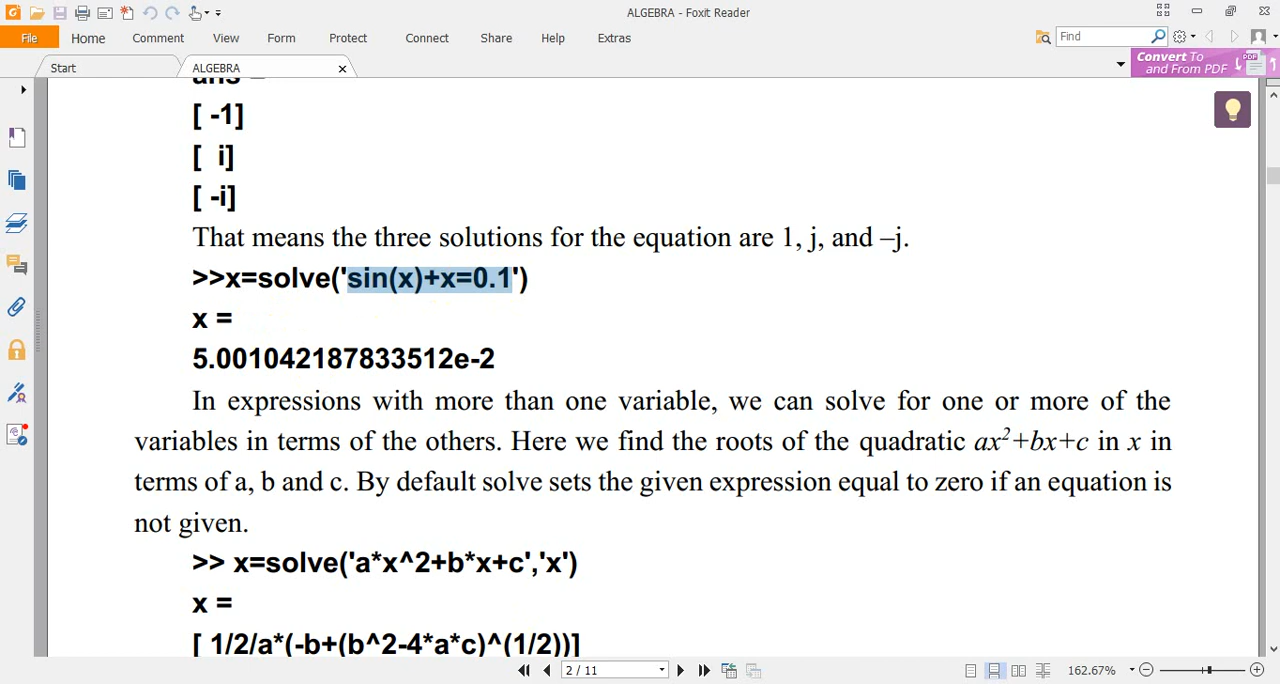 ALGEBRA - Foxit Reader
File Home Comment View Form Protect Connect Share Help Extras Find
Start ALGEBRA Convert To and From PDF
ans =
[ -1]
[  i]
[ -i]
That means the three solutions for the equation are 1, j, and –j.
>>x=solve('sin(x)+x=0.1')
x =
5.001042187833512e-2
In expressions with more than one variable, we can solve for one or more of the
variables in terms of the others. Here we find the roots of the quadratic ax²+bx+c in x in
terms of a, b and c. By default solve sets the given expression equal to zero if an equation is
not given.
>> x=solve('a*x^2+b*x+c','x')
x =
[ 1/2/a*(-b+(b^2-4*a*c)^(1/2))]
2 / 11 162.67%